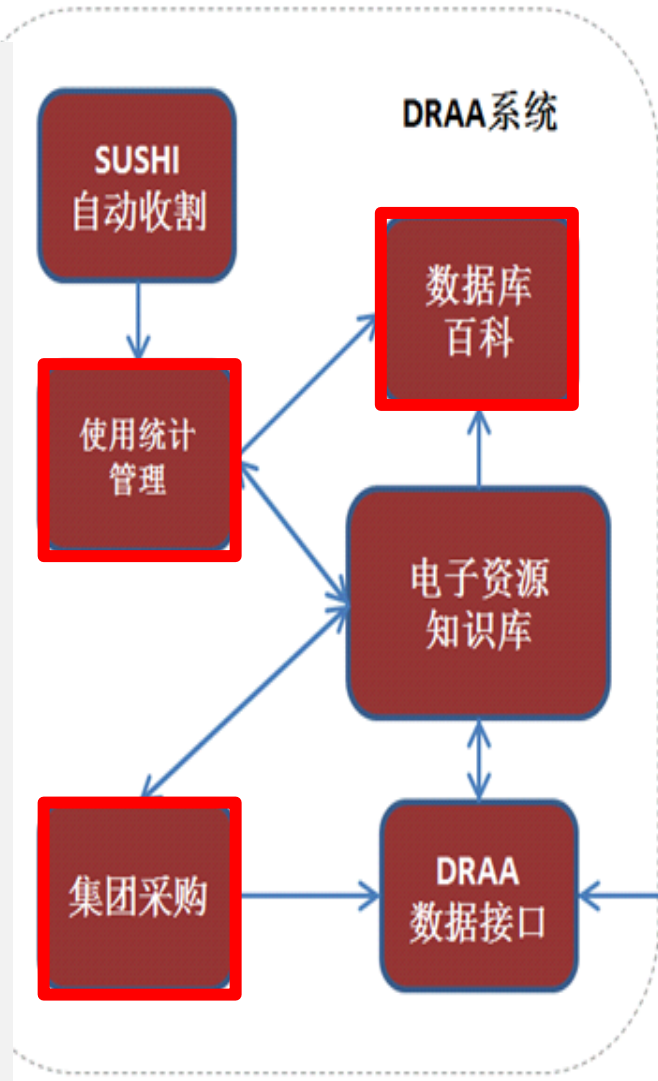 DRAA系统
SUSHI
自动收割
数据库
百科
使用统计
管理
电子资源
知识库
集团采购
DRAA
数据接口